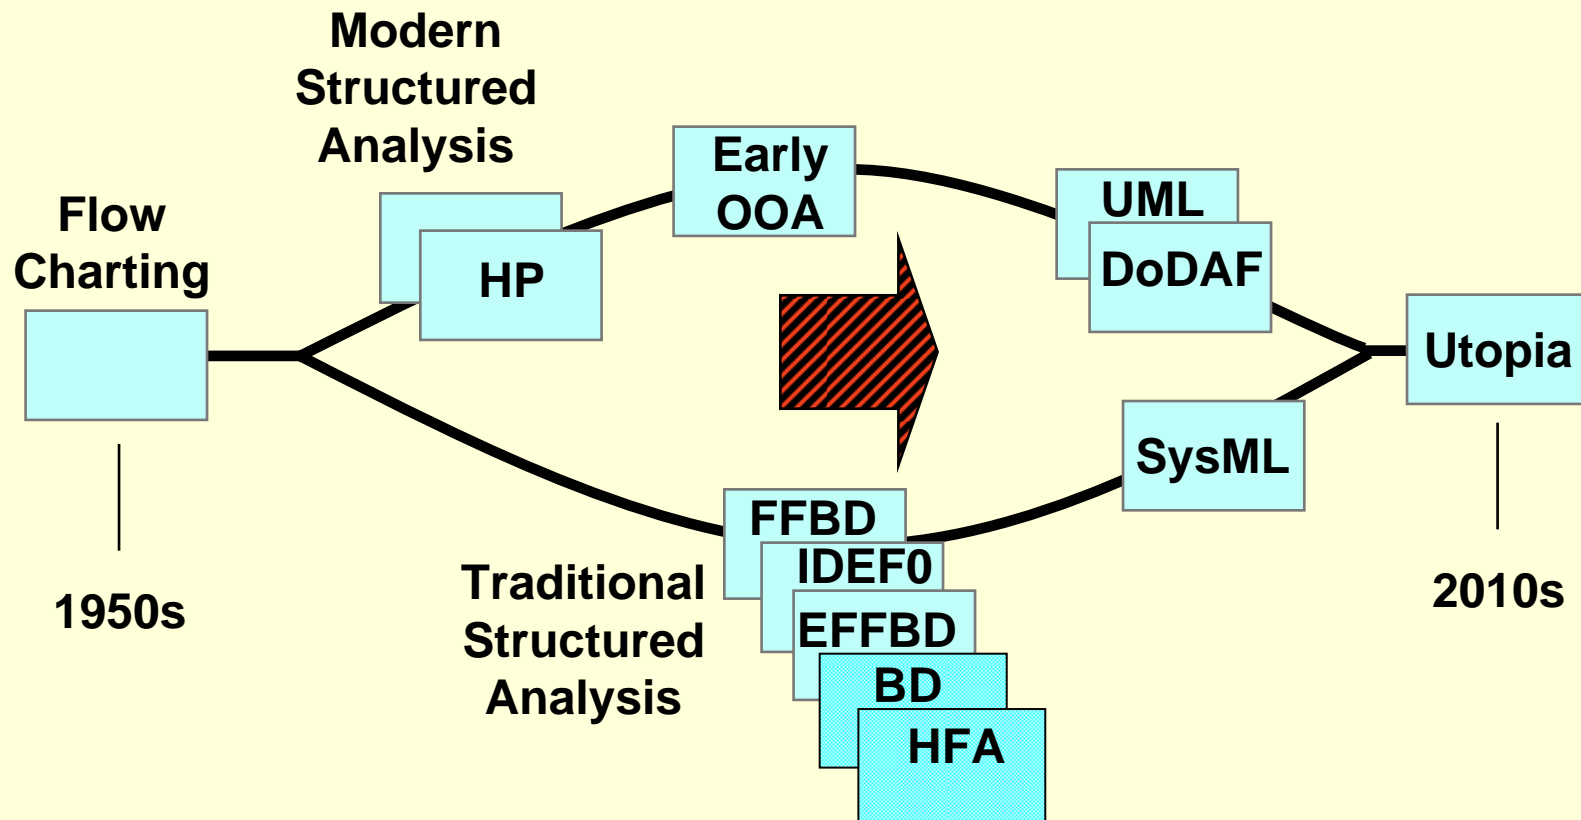 Modern
Structured
Analysis
Flow
Charting
HP
Early
OOA
UML
DoDAF
Utopia
SysML
FFBD
IDEF0
EFFBD
BD
HFA
Traditional
Structured
Analysis
1950s
2010s